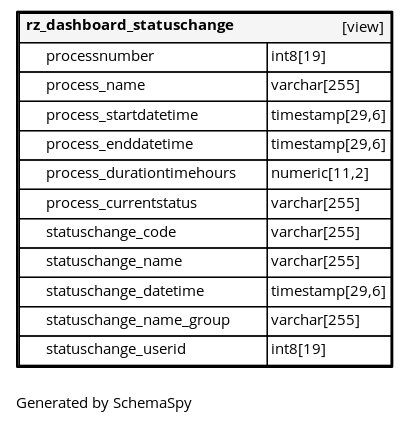 rz_dashboard_statuschange [view]
processnumber int8[19]
process_name varchar[255]
process_startdatetime timestamp[29,6]
process_enddatetime timestamp[29,6]
process_durationtimehours numeric[11,2]
process_currentstatus varchar[255]
statuschange_code varchar[255]
statuschange_name varchar[255]
statuschange_datetime timestamp[29,6]
statuschange_name_group varchar[255]
statuschange_userid int8[19]
Generated by SchemaSpy